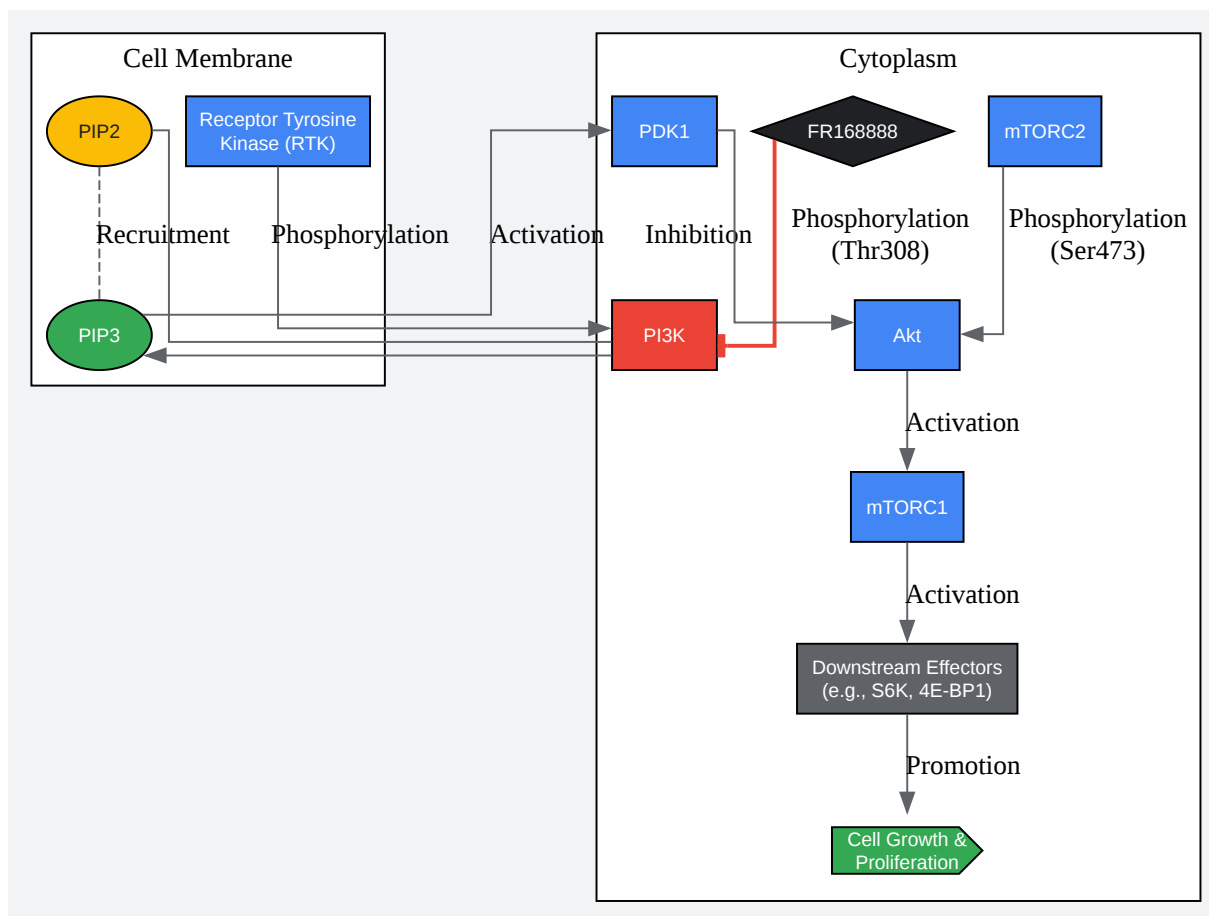 Cell Membrane
Cytoplasm
PIP2
Receptor Tyrosine
Kinase (RTK)
PDK1
FR168888
mTORC2
Recruitment
Phosphorylation
Activation
Inhibition
Phosphorylation
(Thr308)
Phosphorylation
(Ser473)
PIP3
PI3K
Akt
Activation
mTORC1
Activation
Downstream Effectors
(e.g., S6K, 4E-BP1)
Promotion
Cell Growth &
Proliferation